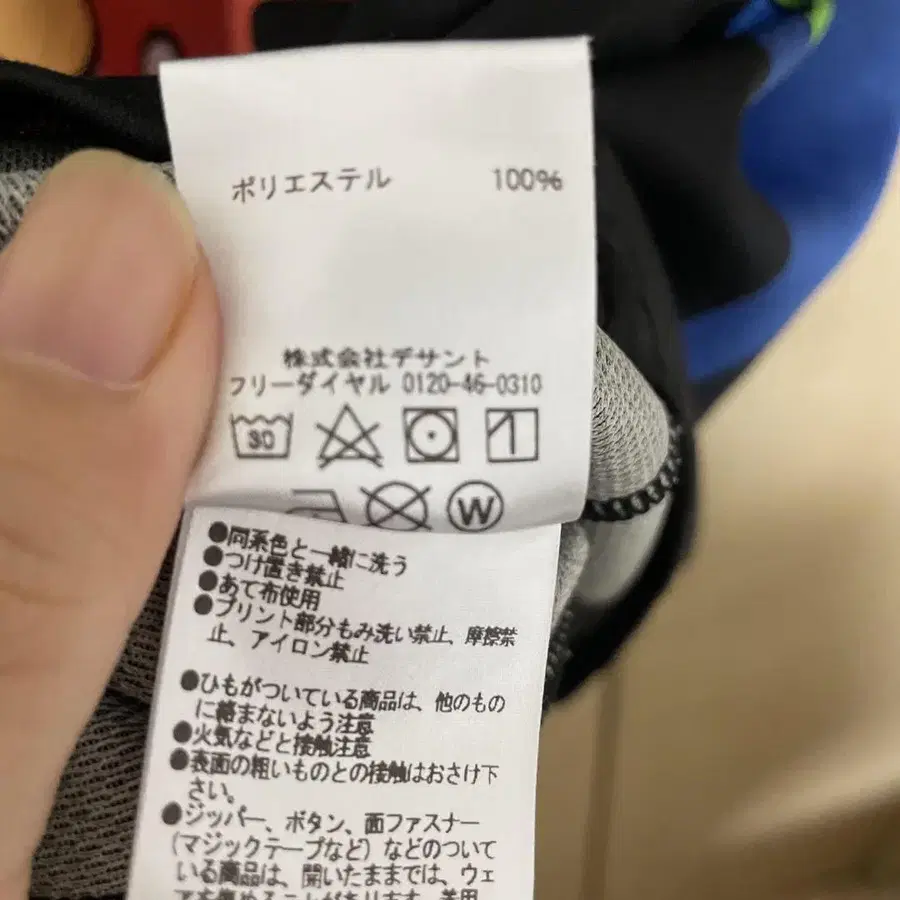 ポリエステル 100%
株式会社デサント
フリーダイヤル 0120-46-0310
30
W
●同系色と一緒に洗う
●つけ置き禁止
●あて布使用
●プリント部分もみ洗い禁止、摩擦禁
止、アイロン禁止
●ひもがついている商品は、他のもの
に絡まないよう注意
●火気などと接触注意
●表面の粗いものとの接触はおさけ下
さい。
●ジッパー、ボタン、面ファスナー
(マジックテープなど)などのついて
いる商品は、開いたままでは、ウェ